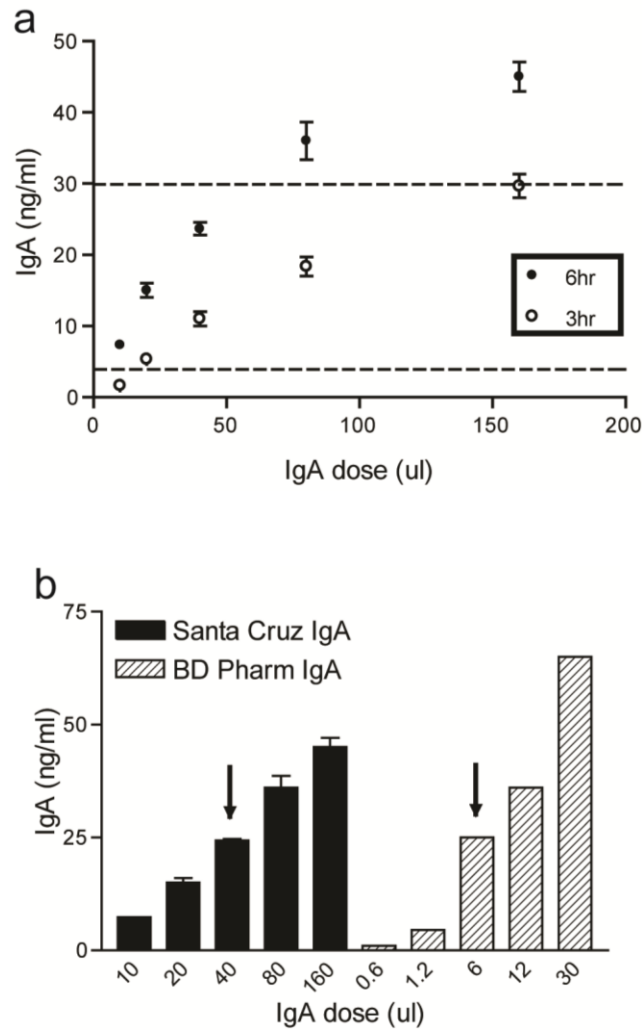 a
50
40
30
20
10
0
IgA (ng/ml)
6hr
3hr
0 50 100 150 200
IgA dose (ul)
b
75
50
25
0
IgA (ng/ml)
Santa Cruz IgA
BD Pharm IgA
10 20 40 80 160 0.6 1.2 6 12 30
IgA dose (ul)